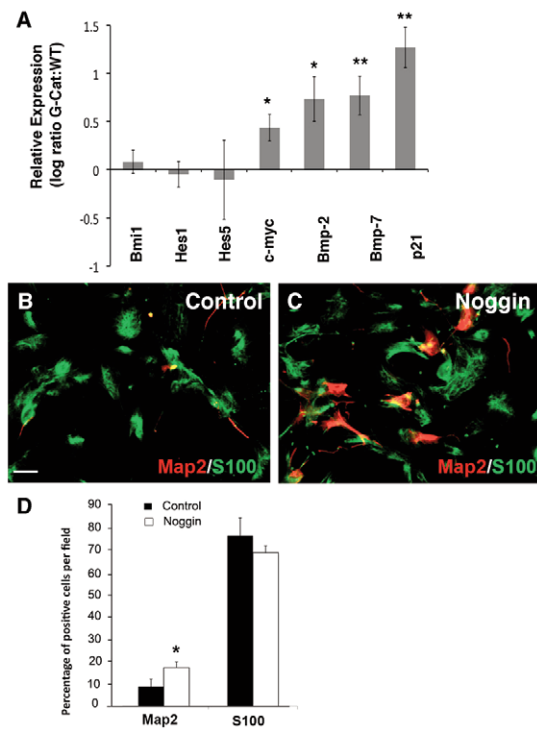 A
Relative Expression
(log ratio G-Cat:WT)
1.5
1
0.5
0
-0.5
-1
*
*
**
**
Bmi1
Hes1
Hes5
c-myc
Bmp-2
Bmp-7
p21
B
Control
Map2/S100
C
Noggin
Map2/S100
D
Percentage of positive cells per field
90
80
70
60
50
40
30
20
10
0
Control
Noggin
*
Map2
S100